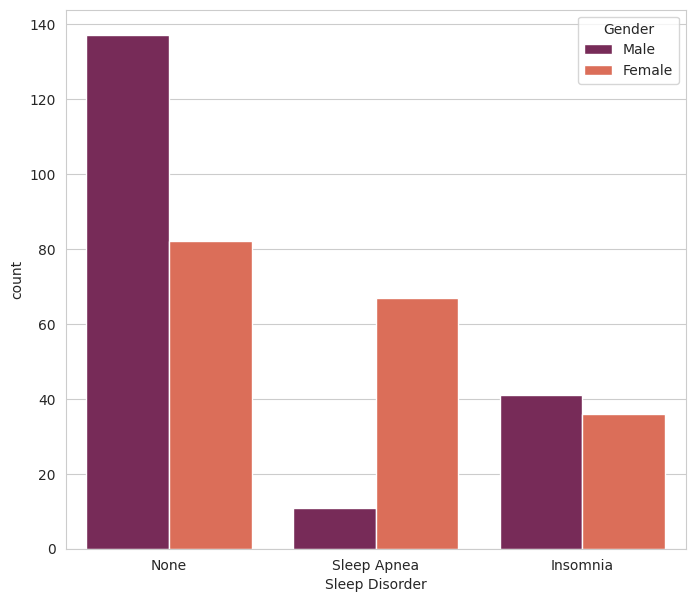 140
120
100
80
60
40
20
0
count
Gender
Male
Female
None
Sleep Apnea
Insomnia
Sleep Disorder